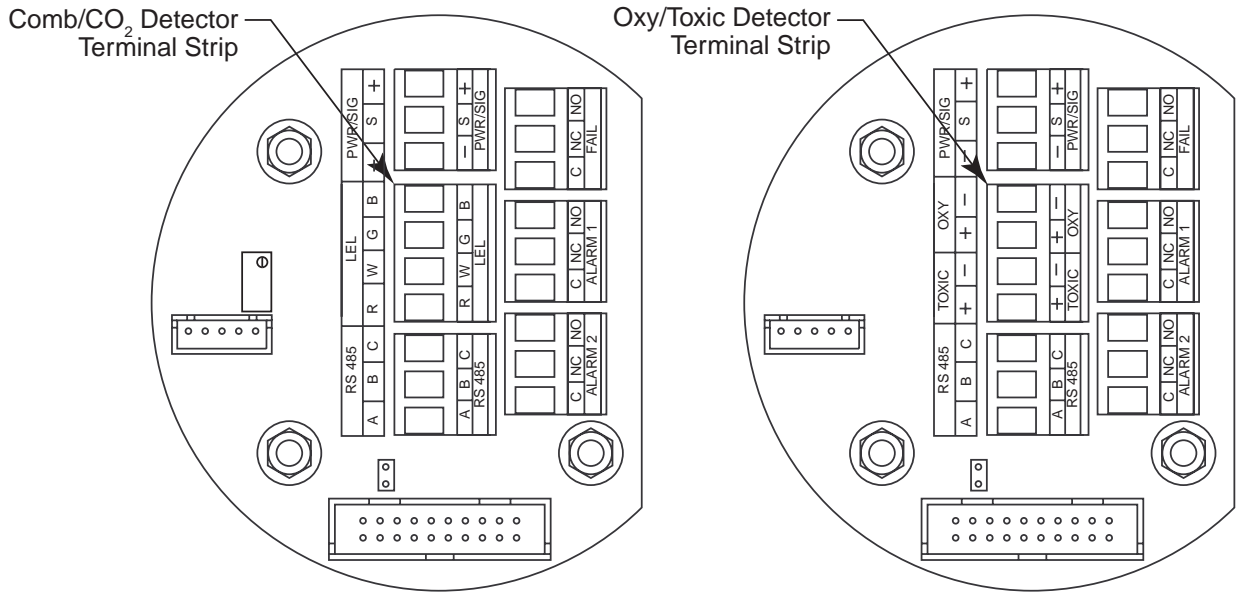 Comb/CO2 Detector
Terminal Strip
PWR/SIG
− S +
LEL
R W G B
RS 485
A B C
− S +
PWR/SIG
R W G B
LEL
A B C
RS 485
C NC NO
FAIL
C NC NO
ALARM 1
C NC NO
ALARM 2
Oxy/Toxic Detector
Terminal Strip
PWR/SIG
− S +
OXY
+ −
TOXIC
+ −
RS 485
A B C
− S +
PWR/SIG
+ −
OXY
+ −
TOXIC
A B C
RS 485
C NC NO
FAIL
C NC NO
ALARM 1
C NC NO
ALARM 2